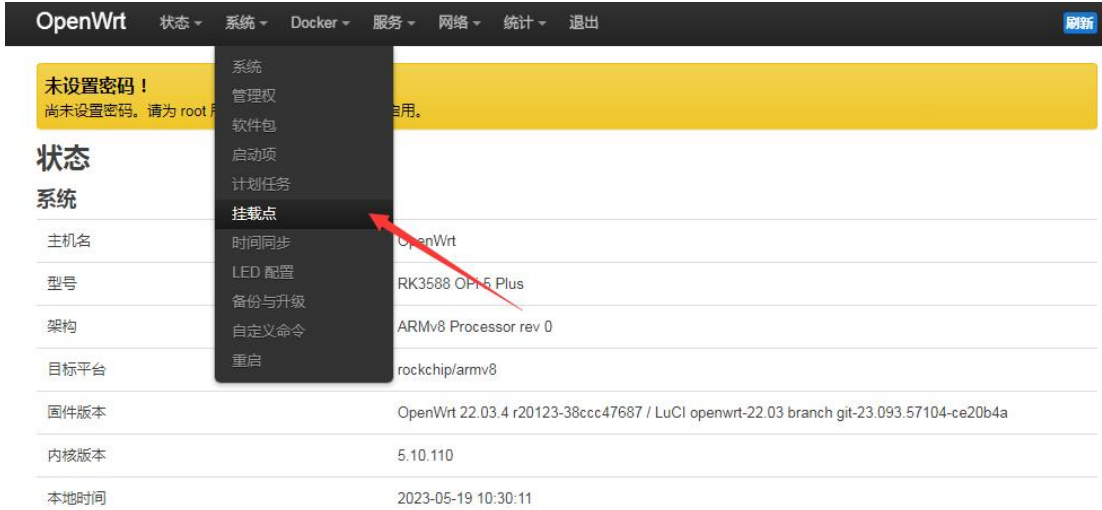 OpenWrt 状态 系统 Docker 服务 网络 统计 退出 刷新
系统
管理权
软件包
启动项
计划任务
挂载点
时间同步
LED 配置
备份与升级
自定义命令
重启
未设置密码!
尚未设置密码。请为 root 启用。
状态
系统
主机名 OpenWrt
型号 RK3588 OPi 5 Plus
架构 ARMv8 Processor rev 0
目标平台 rockchip/armv8
固件版本 OpenWrt 22.03.4 r20123-38ccc47687 / LuCI openwrt-22.03 branch git-23.093.57104-ce20b4a
内核版本 5.10.110
本地时间 2023-05-19 10:30:11